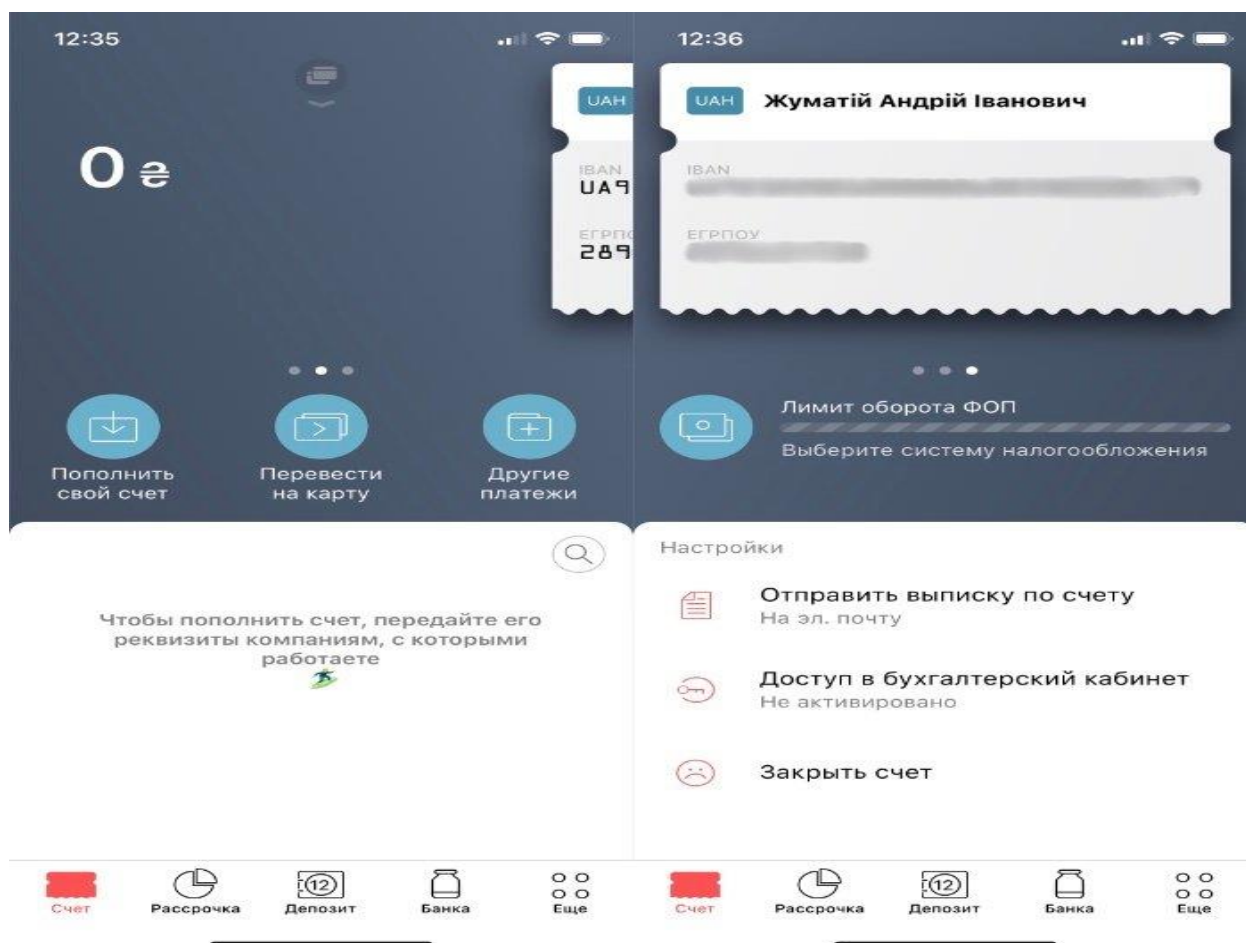 12:35
0 ₴
UAH
IBAN
UA9
ЕГРПО
289
Пополнить
свой счет
Перевести
на карту
Другие
платежи
Чтобы пополнить счет, передайте его
реквизиты компаниям, с которыми
работаете
Счет
Рассрочка
12
Депозит
Банка
Еще
12:36
UAH Жуматій Андрій Іванович
IBAN
ЕГРПОУ
Лимит оборота ФОП
Выберите систему налогообложения
Настройки
Отправить выписку по счету
На эл. почту
Доступ в бухгалтерский кабинет
Не активировано
Закрыть счет
Счет
Рассрочка
12
Депозит
Банка
Еще